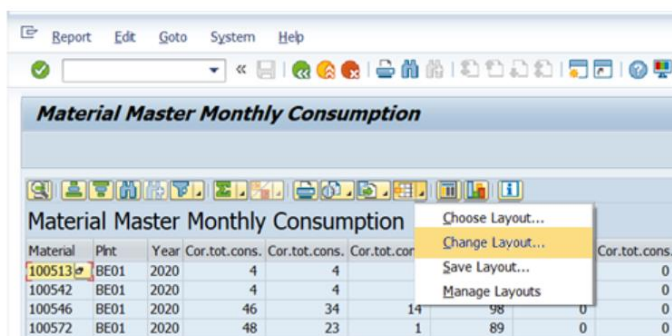 Report Edit Goto System Help
Material Master Monthly Consumption
Material Master Monthly Consumption
Choose Layout...
Change Layout...
Save Layout...
Manage Layouts
Material Plnt Year Cor.tot.cons. Cor.tot.cons. Cor.tot.cor Cor.tot.cons.
100513 BE01 2020 4 4 0
100542 BE01 2020 4 4 0
100546 BE01 2020 46 34 14 98 0 0
100572 BE01 2020 48 23 1 89 0 0